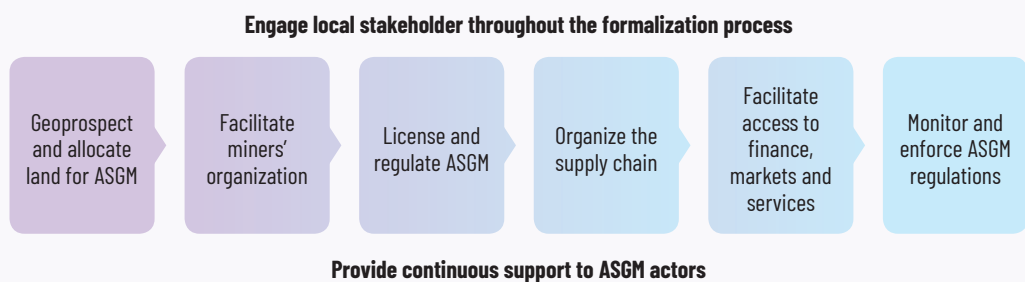 Engage local stakeholder throughout the formalization process
Geoprospect
and allocate
land for ASGM
Facilitate
miners’
organization
License and
regulate ASGM
Organize the
supply chain
Facilitate
access to
finance,
markets and
services
Monitor and
enforce ASGM
regulations
Provide continuous support to ASGM actors